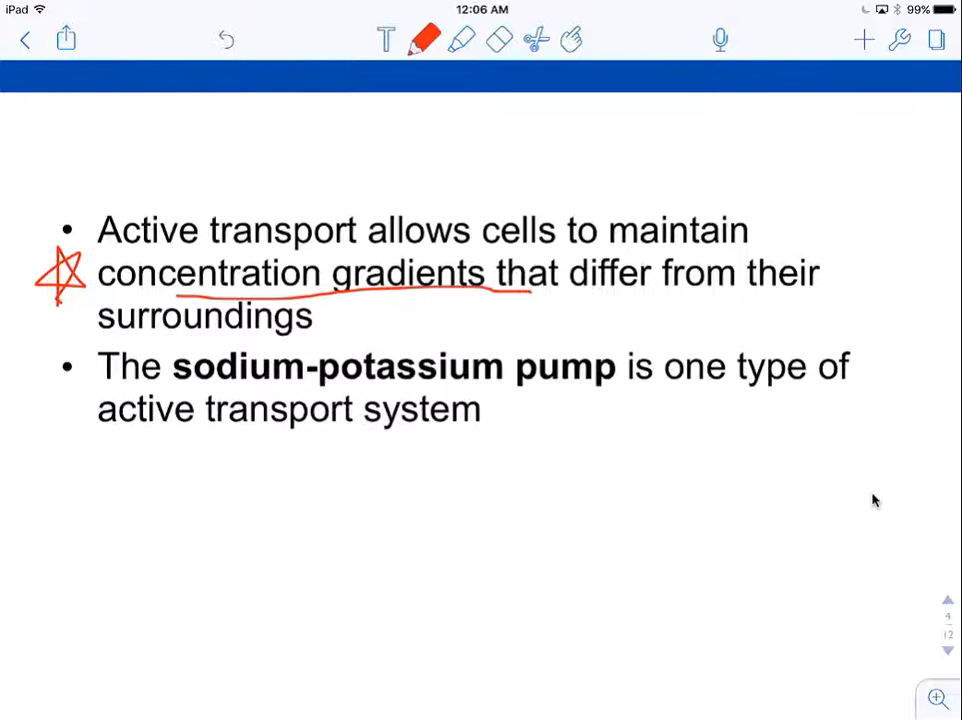 iPad 12:06 AM 99%
T
• Active transport allows cells to maintain
concentration gradients that differ from their
surroundings
• The sodium-potassium pump is one type of
active transport system
4
12